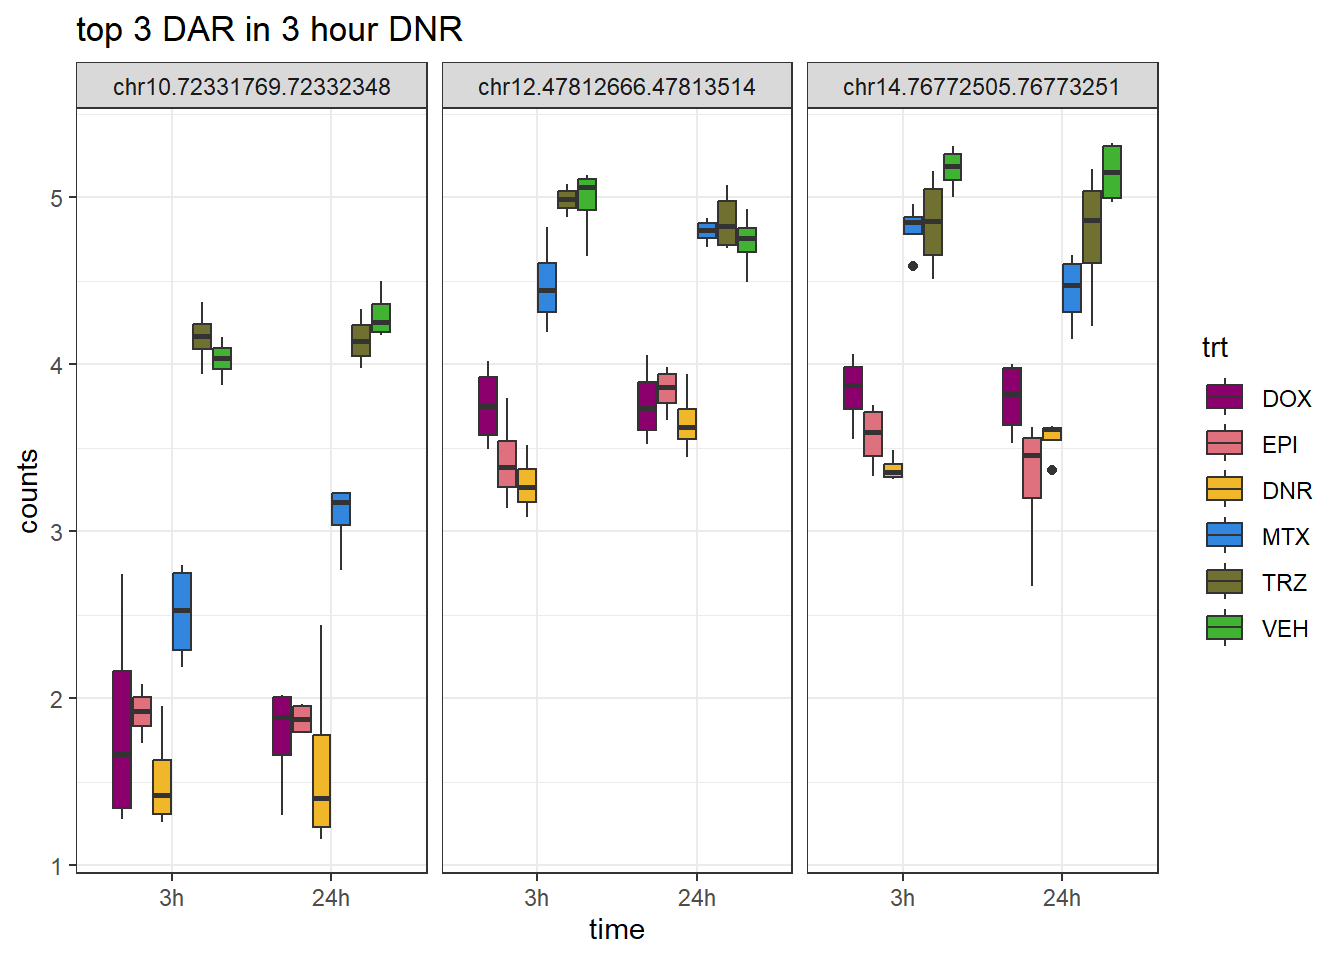 top 3 DAR in 3 hour DNR
chr10.72331769.72332348
chr12.47812666.47813514
chr14.76772505.76773251
5
4
3
2
1
counts
3h
24h
3h
24h
3h
24h
time
trt
DOX
EPI
DNR
MTX
TRZ
VEH